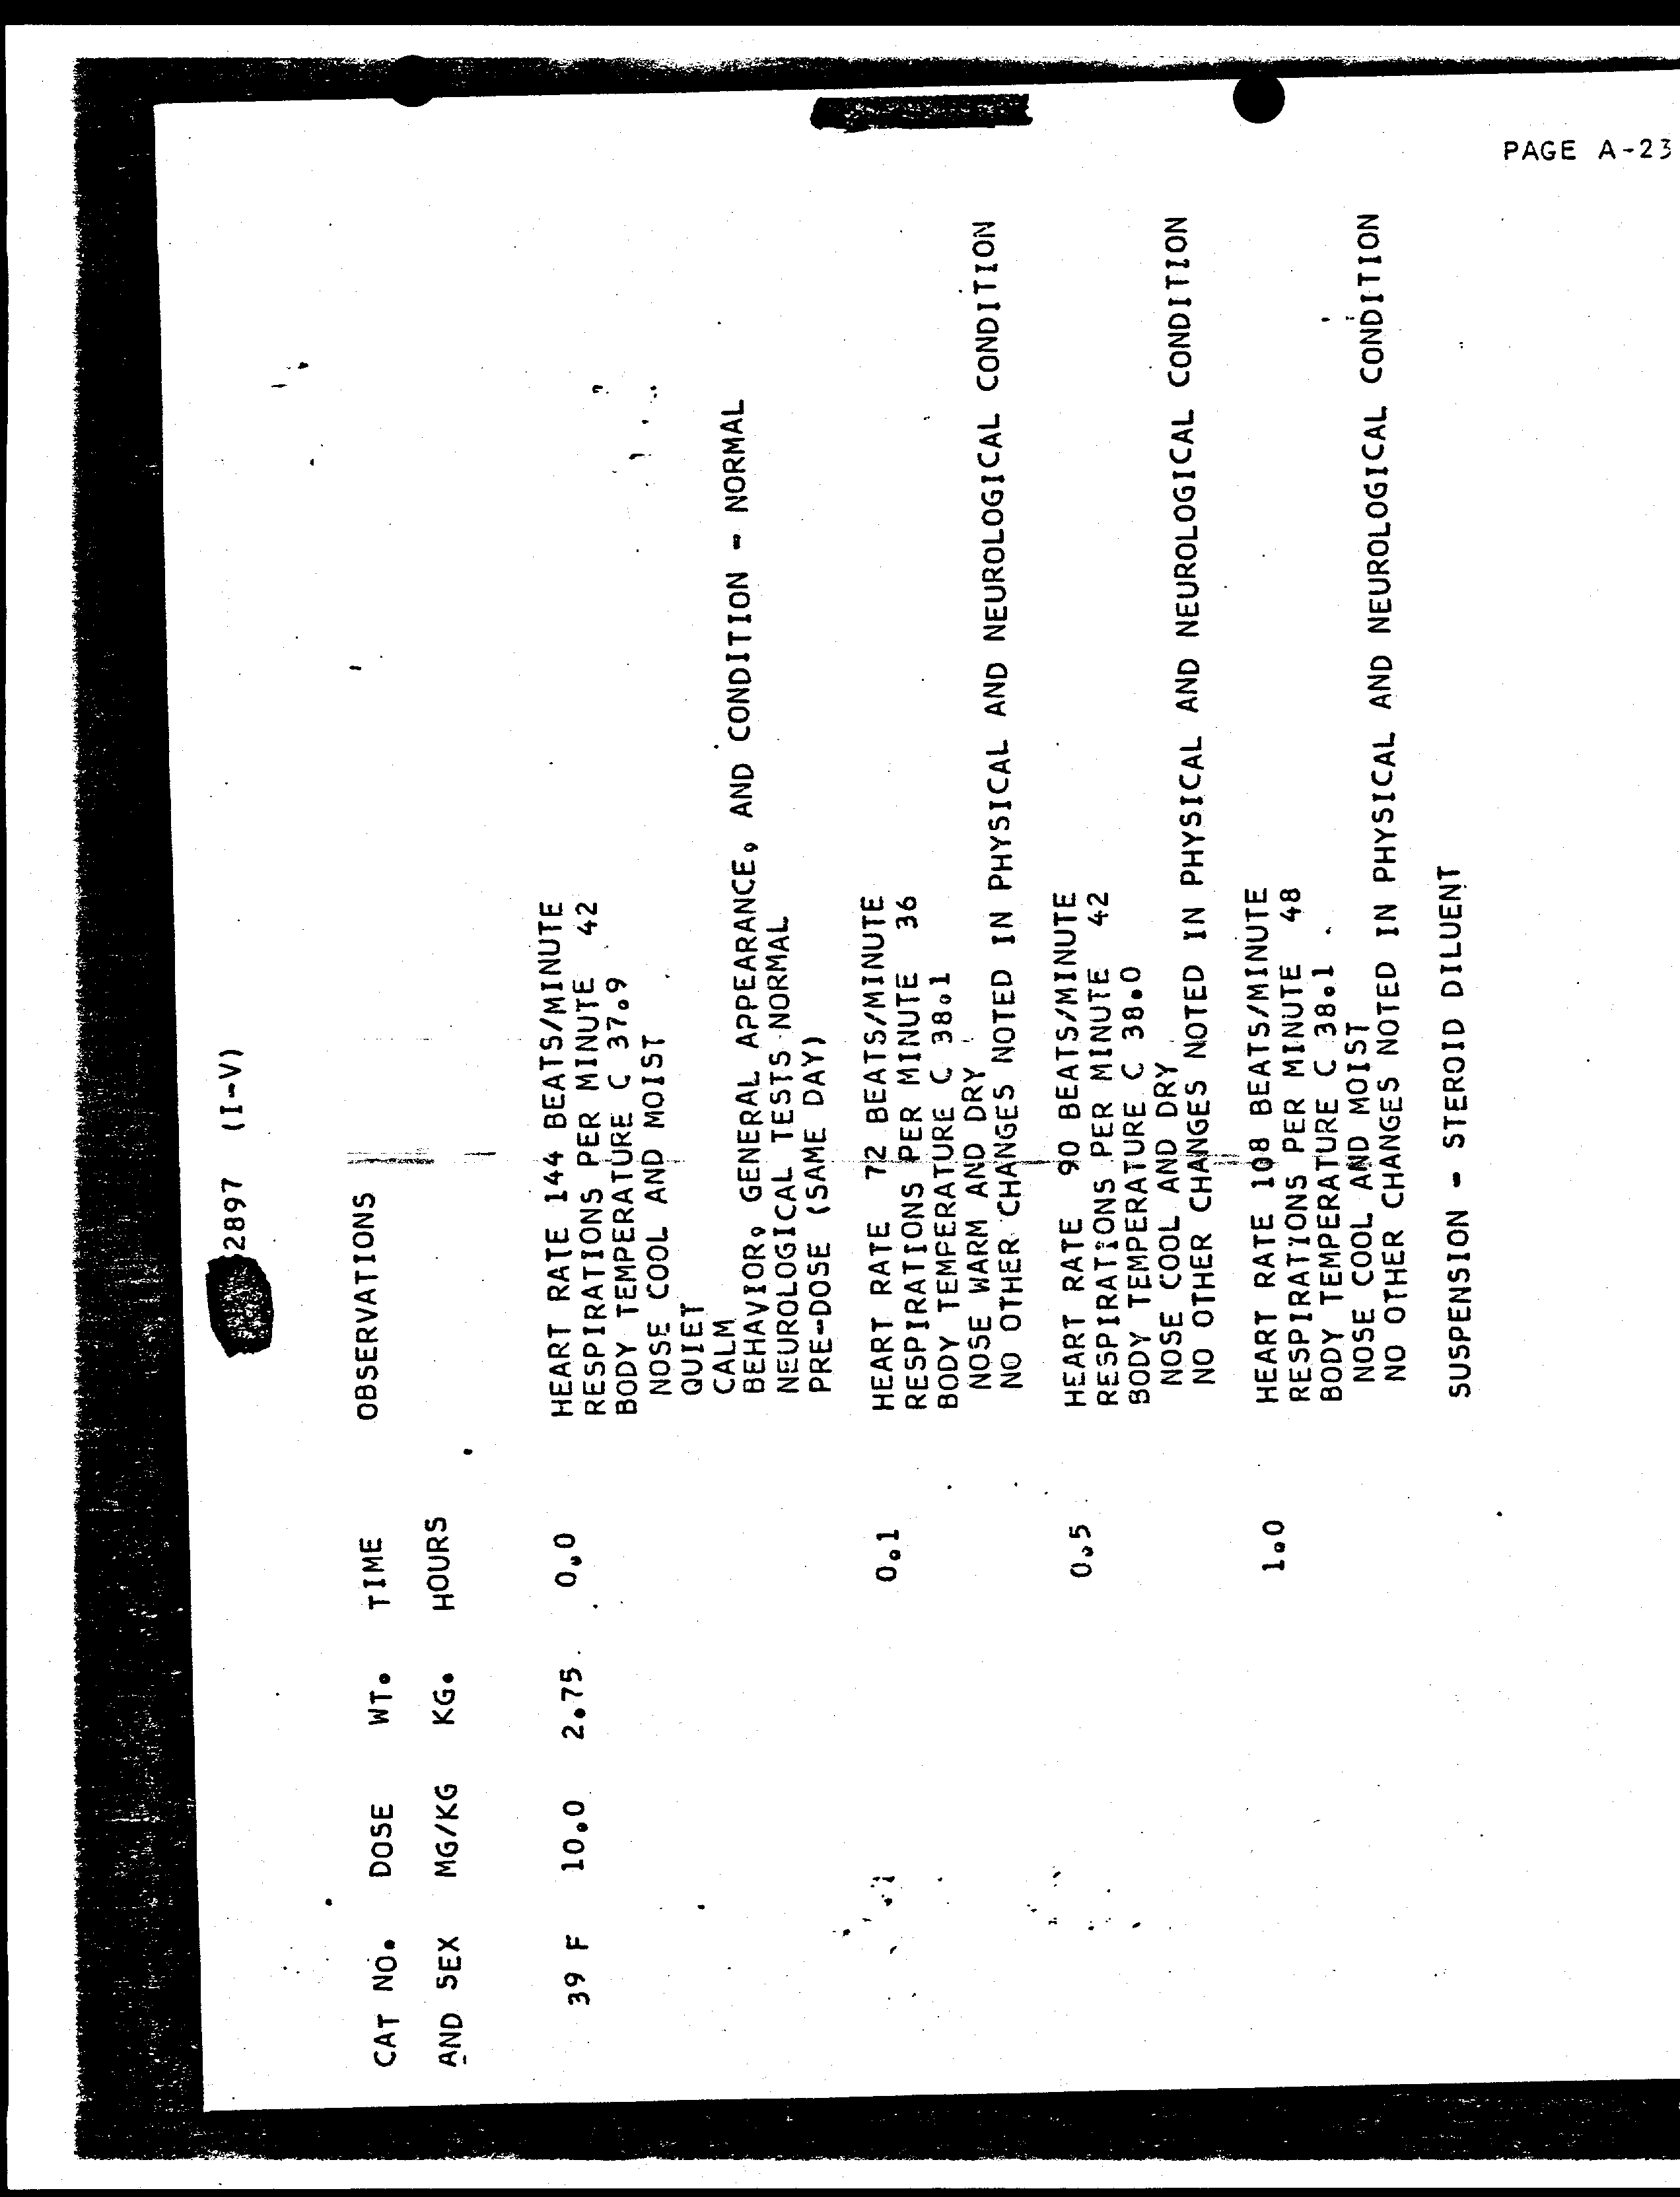 PAGE A-23
2897 (I-V)
CAT NO. DOSE WT. TIME OBSERVATIONS
AND SEX MG/KG KG. HOURS
39 F 10.0 2.75 0.0 HEART RATE 144 BEATS/MINUTE
RESPIRATIONS PER MINUTE 42
BODY TEMPERATURE C 37.9
NOSE COOL AND MOIST
QUIET
CALM
BEHAVIOR, GENERAL APPEARANCE, AND CONDITION - NORMAL
NEUROLOGICAL TESTS NORMAL
PRE-DOSE (SAME DAY)
0.1 HEART RATE 72 BEATS/MINUTE
RESPIRATIONS PER MINUTE 36
BODY TEMPERATURE C 38.1
NOSE WARM AND DRY
NO OTHER CHANGES NOTED IN PHYSICAL AND NEUROLOGICAL CONDITION
0.5 HEART RATE 90 BEATS/MINUTE
RESPIRATIONS PER MINUTE 42
BODY TEMPERATURE C 38.0
NOSE COOL AND DRY
NO OTHER CHANGES NOTED IN PHYSICAL AND NEUROLOGICAL CONDITION
1.0 HEART RATE 108 BEATS/MINUTE
RESPIRATIONS PER MINUTE 48
BODY TEMPERATURE C 38.1
NOSE COOL AND MOIST
NO OTHER CHANGES NOTED IN PHYSICAL AND NEUROLOGICAL CONDITION
SUSPENSION - STEROID DILUENT